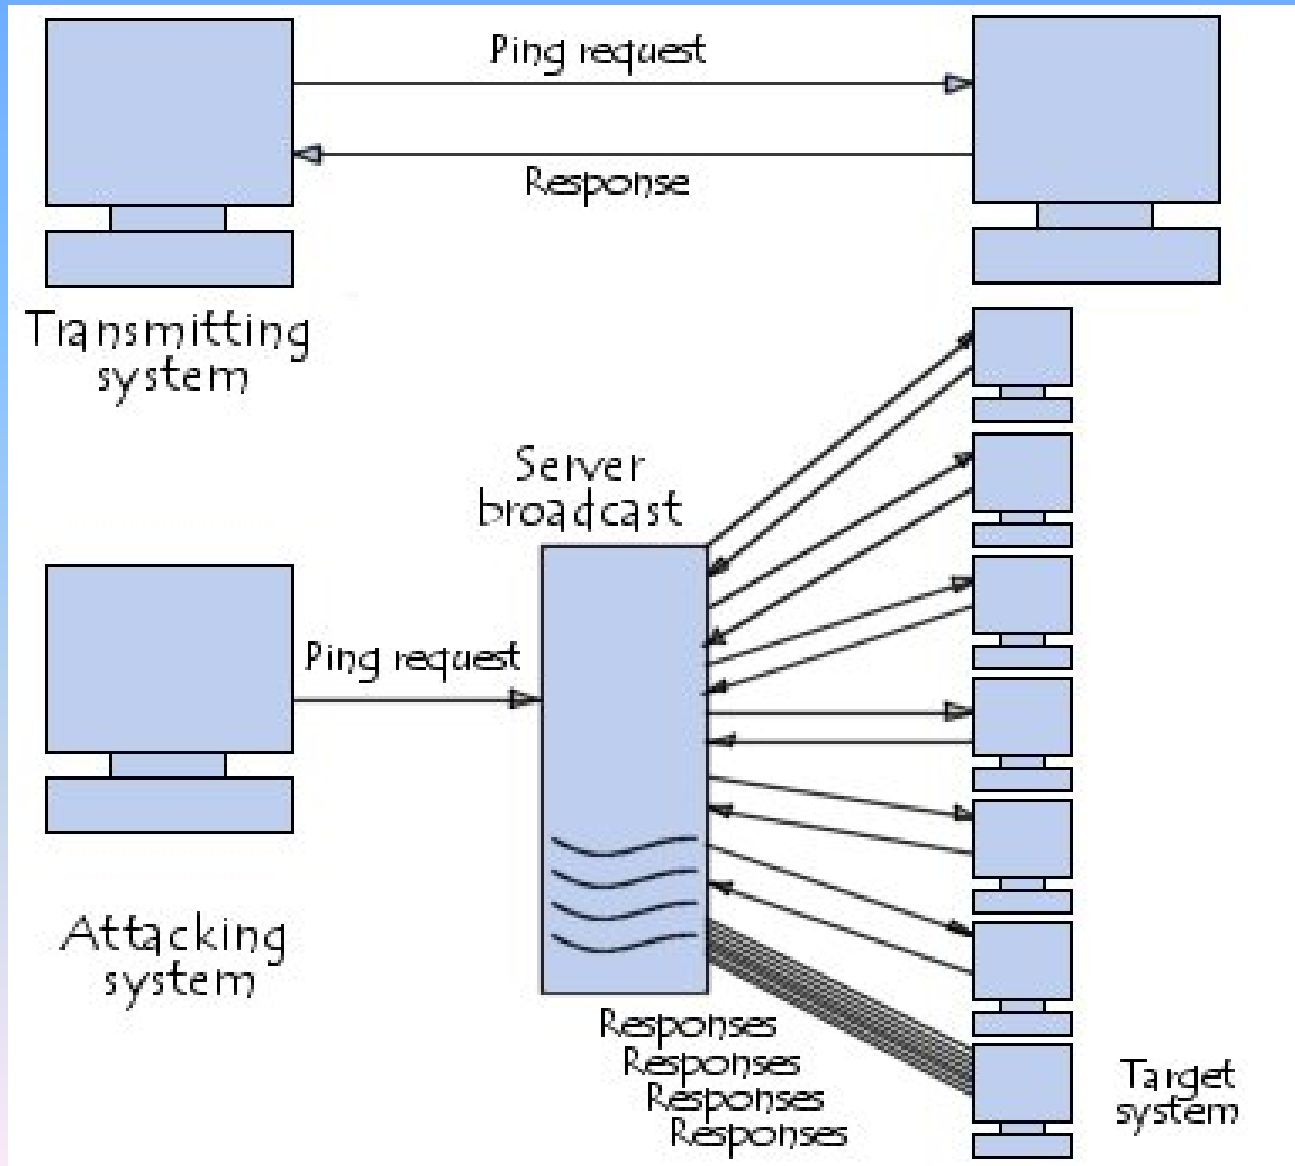 Ping request
Response
Transmitting
system
Server
broadcast
Ping request
Attacking
system
Responses
Responses
Responses
Responses
Target
system